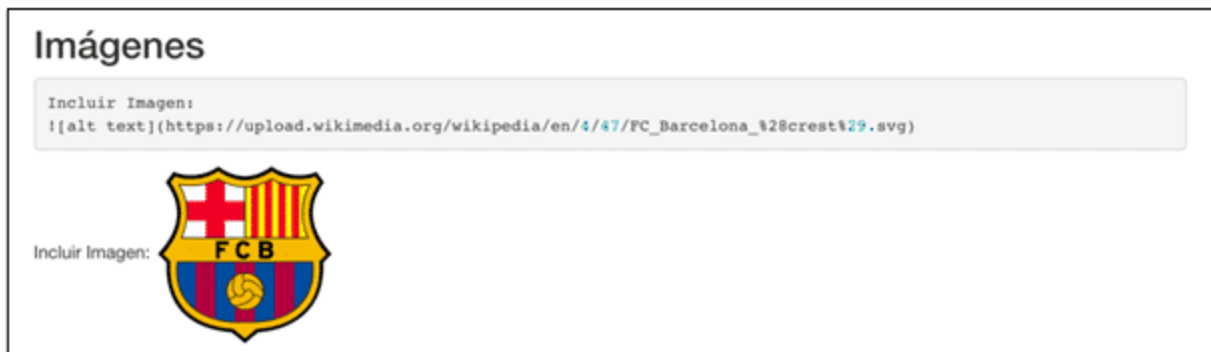 Imágenes
Incluir Imagen:
![alt text](https://upload.wikimedia.org/wikipedia/en/4/47/FC_Barcelona_%28crest%29.svg)
Incluir Imagen:
FCB